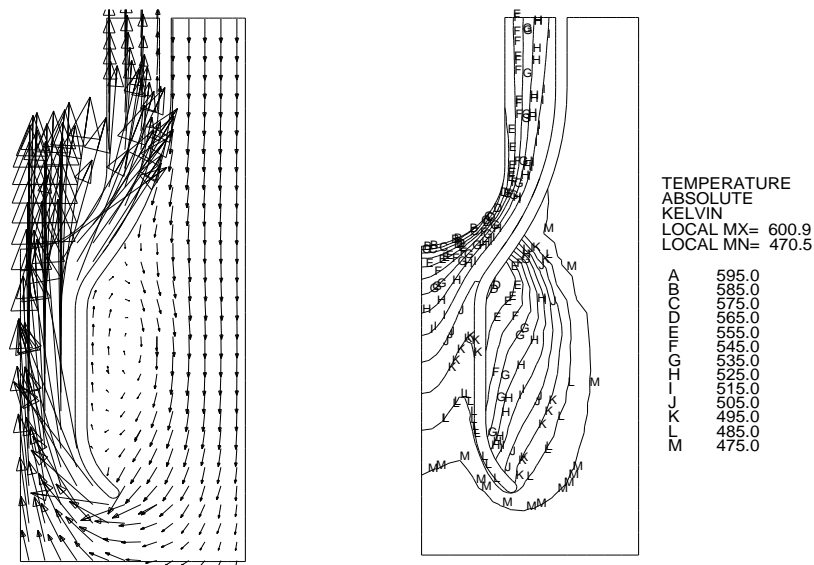 TEMPERATURE
ABSOLUTE
KELVIN
LOCAL MX= 600.9
LOCAL MN= 470.5
A 595.0
B 585.0
C 575.0
D 565.0
E 555.0
F 545.0
G 535.0
H 525.0
I 515.0
J 505.0
K 495.0
L 485.0
M 475.0